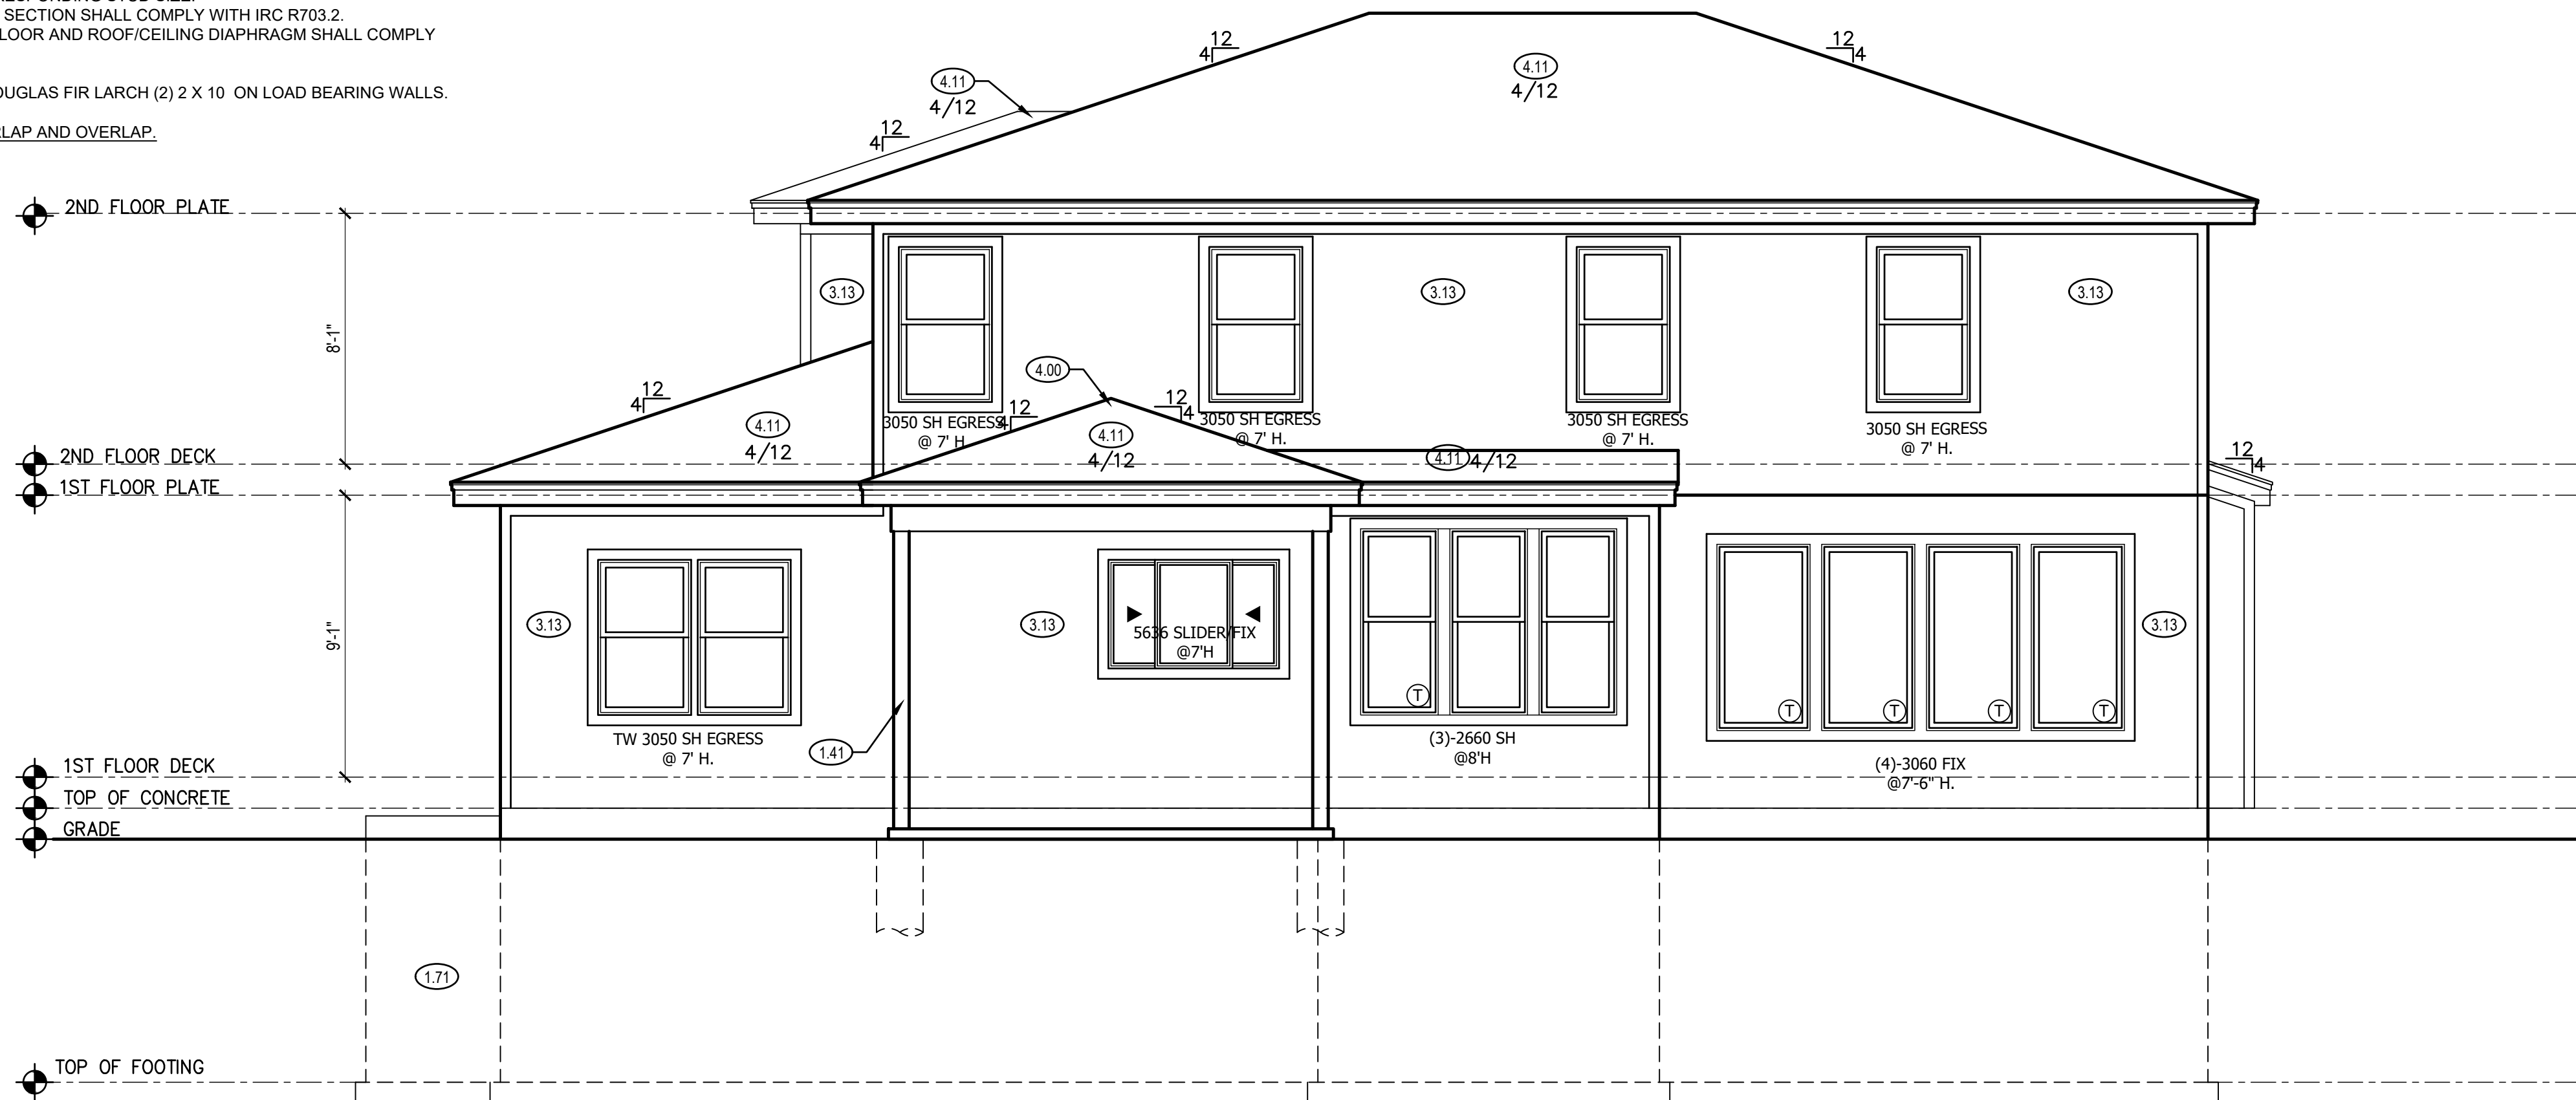 SECTION SHALL COMPLY WITH IRC R703.2.
LOOR AND ROOF/CEILING DIAPHRAGM SHALL COMPLY
OUGLAS FIR LARCH (2) 2 X 10 ON LOAD BEARING WALLS.
RLAP AND OVERLAP.
12
4
12
4
4.11
4/12
4.11
4/12
12
4
2ND FLOOR PLATE
3.13
3.13
3.13
8'-1"
4.00
12
4
12
4
12
4
3050 SH EGRESS
@ 7' H
3050 SH EGRESS
@ 7' H.
3050 SH EGRESS
@ 7' H.
3050 SH EGRESS
@ 7' H.
4.11
4/12
4.11
4/12
4.11 4/12
12
4
2ND FLOOR DECK
1ST FLOOR PLATE
9'-1"
3.13
3.13
5636 SLIDER/FIX
@7'H
3.13
T
T
T
T
T
TW 3050 SH EGRESS
@ 7' H.
1.41
(3)-2660 SH
@8'H
(4)-3060 FIX
@7'-6" H.
1ST FLOOR DECK
TOP OF CONCRETE
GRADE
1.71
TOP OF FOOTING